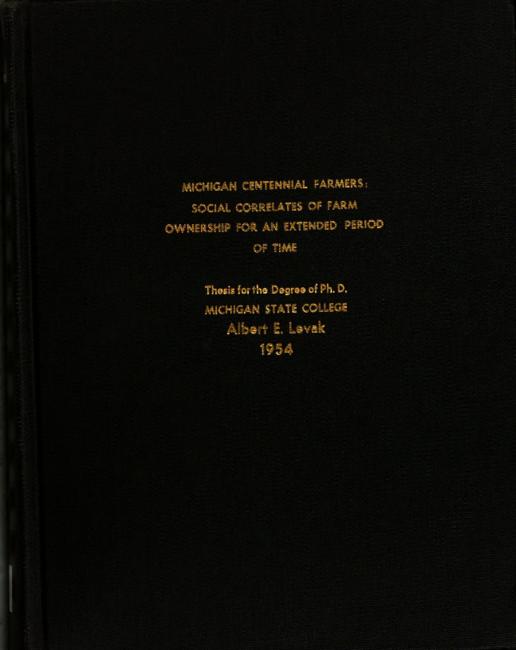 MICHIGAN CENTENNIAL FARMERS:
SOCIAL CORRELATES OF FARM
OWNERSHIP FOR AN EXTENDED PERIOD
OF TIME
Thesis for the Degree of Ph. D.
MICHIGAN STATE COLLEGE
Albert E. Levak
1954